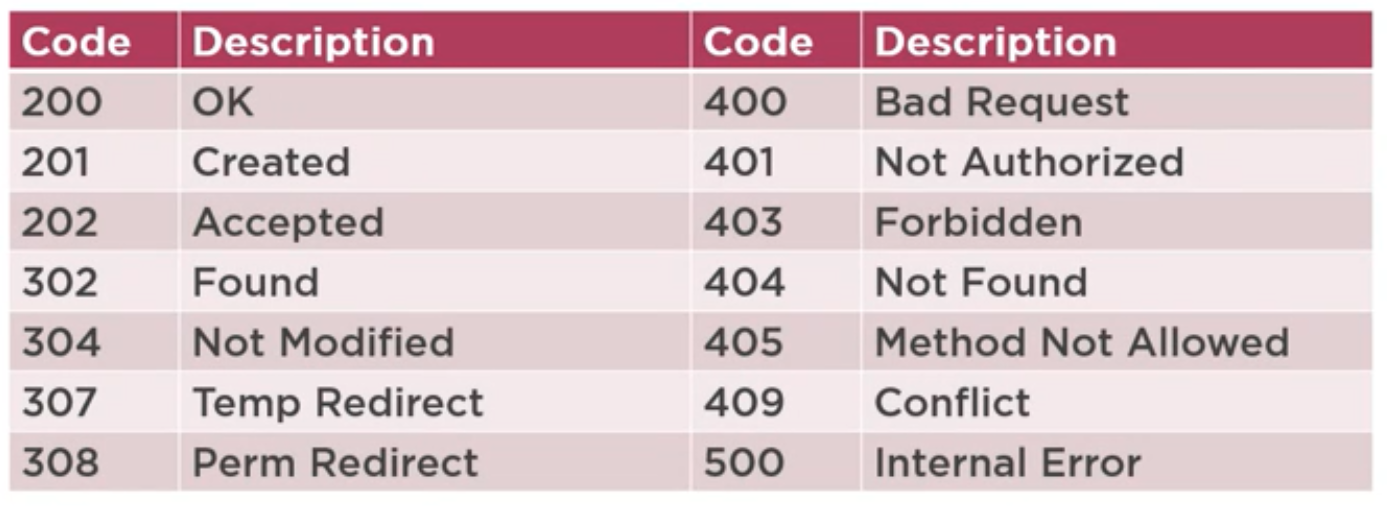 Code Description Code Description
200 OK 400 Bad Request
201 Created 401 Not Authorized
202 Accepted 403 Forbidden
302 Found 404 Not Found
304 Not Modified 405 Method Not Allowed
307 Temp Redirect 409 Conflict
308 Perm Redirect 500 Internal Error